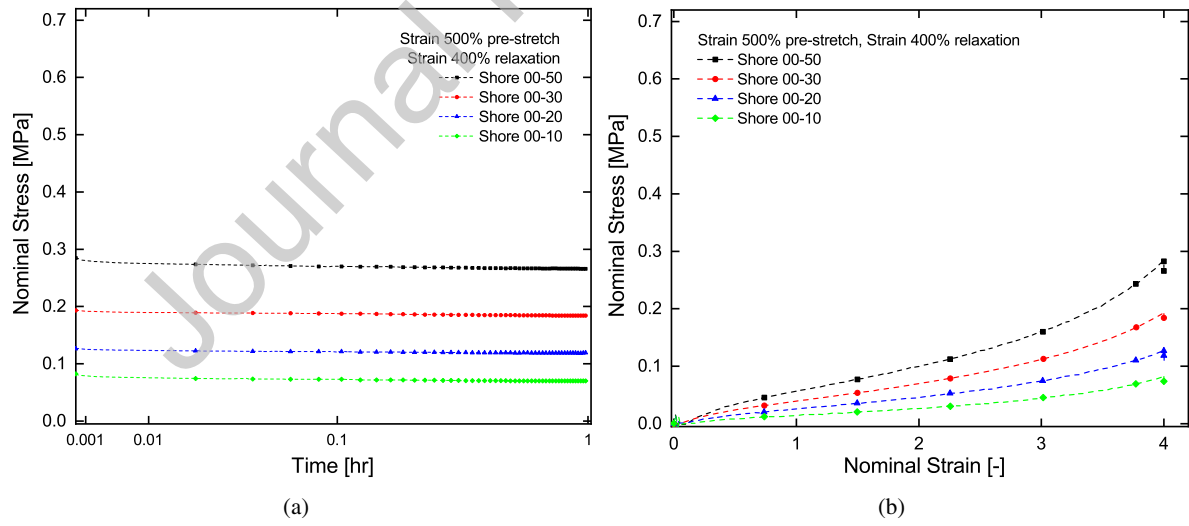 0.7
0.6
0.5
0.4
0.3
0.2
0.1
0.0
Nominal Stress [MPa]
Strain 500% pre-stretch
Strain 400% relaxation
Shore 00-50
Shore 00-30
Shore 00-20
Shore 00-10
0.001
0.01
0.1
1
Time [hr]
(a)
Journal
0.7
0.6
0.5
0.4
0.3
0.2
0.1
0.0
Nominal Stress [MPa]
Strain 500% pre-stretch, Strain 400% relaxation
Shore 00-50
Shore 00-30
Shore 00-20
Shore 00-10
0
1
2
3
4
Nominal Strain [-]
(b)